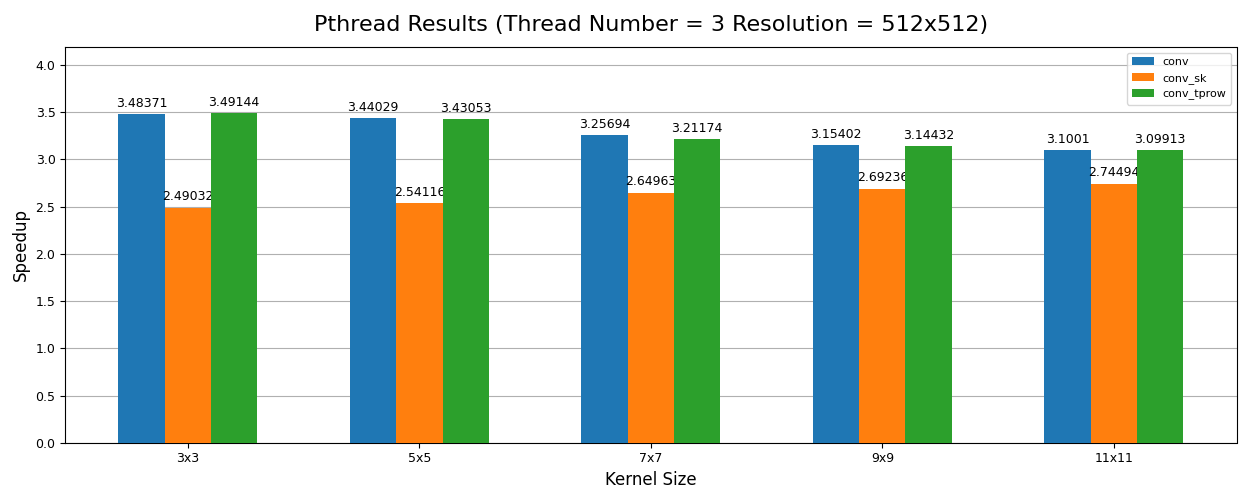 Pthread Results (Thread Number = 3 Resolution = 512x512)
conv
conv_sk
conv_tprow
Speedup
4.0
3.5
3.0
2.5
2.0
1.5
1.0
0.5
0.0
3.48371
2.49032
3.49144
3.44029
2.54116
3.43053
3.25694
2.64963
3.21174
3.15402
2.69236
3.14432
3.1001
2.74494
3.09913
3x3
5x5
7x7
9x9
11x11
Kernel Size